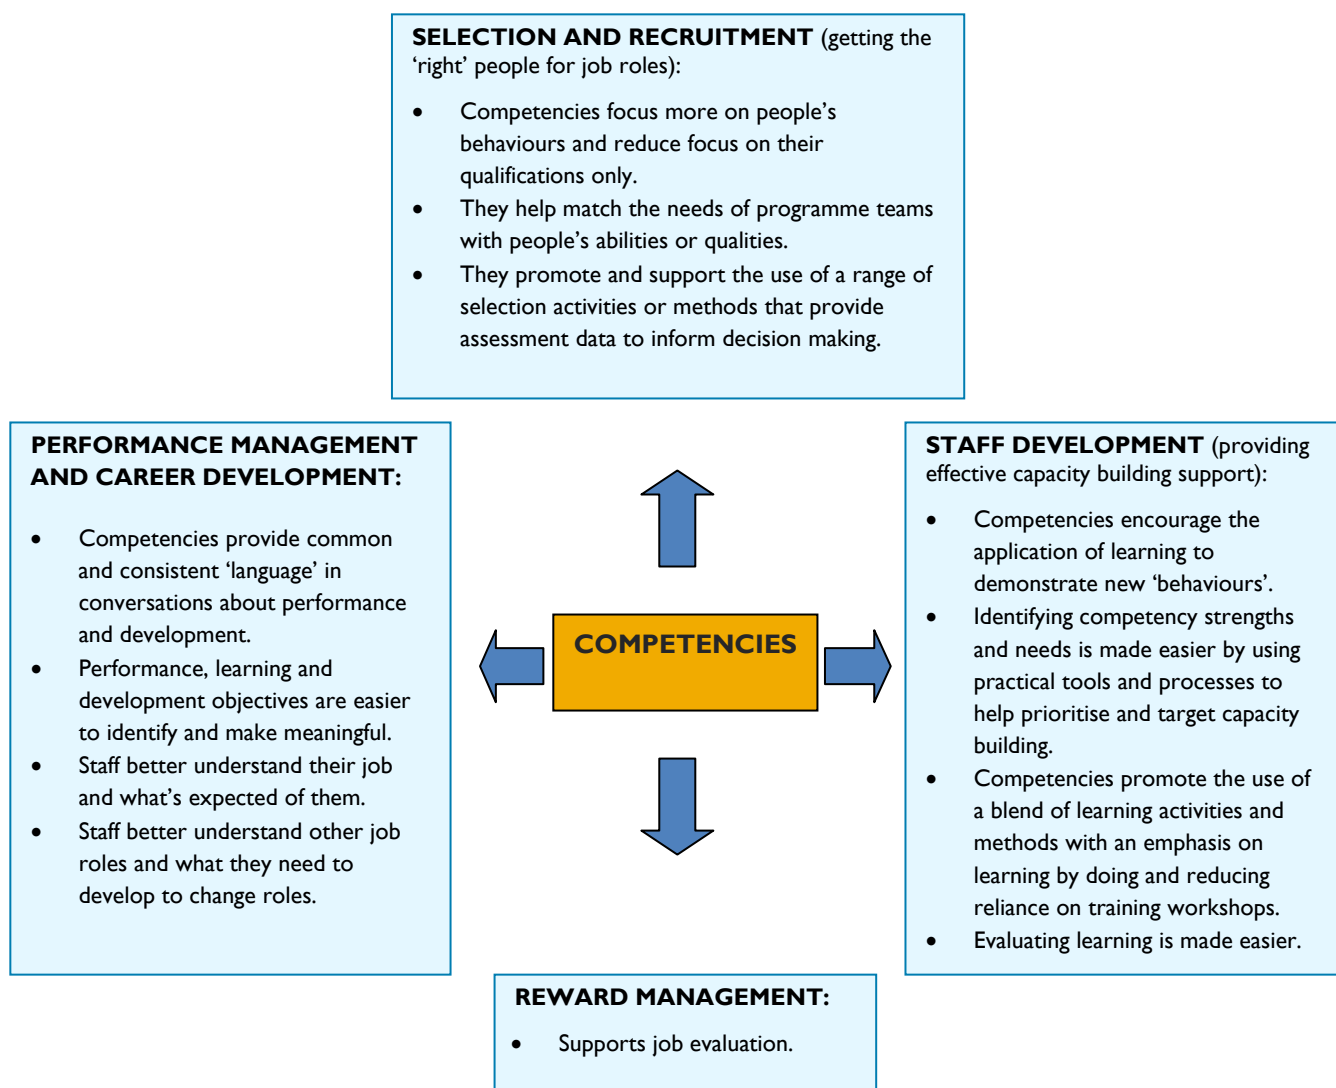 SELECTION AND RECRUITMENT (getting the
‘right’ people for job roles):
• Competencies focus more on people’s
behaviours and reduce focus on their
qualifications only.
• They help match the needs of programme teams
with people’s abilities or qualities.
• They promote and support the use of a range of
selection activities or methods that provide
assessment data to inform decision making.
PERFORMANCE MANAGEMENT
AND CAREER DEVELOPMENT:
• Competencies provide common
and consistent ‘language’ in
conversations about performance
and development.
• Performance, learning and
development objectives are easier
to identify and make meaningful.
• Staff better understand their job
and what’s expected of them.
• Staff better understand other job
roles and what they need to
develop to change roles.
COMPETENCIES
STAFF DEVELOPMENT (providing
effective capacity building support):
• Competencies encourage the
application of learning to
demonstrate new ‘behaviours’.
• Identifying competency strengths
and needs is made easier by using
practical tools and processes to
help prioritise and target capacity
building.
• Competencies promote the use of
a blend of learning activities and
methods with an emphasis on
learning by doing and reducing
reliance on training workshops.
• Evaluating learning is made easier.
REWARD MANAGEMENT:
• Supports job evaluation.